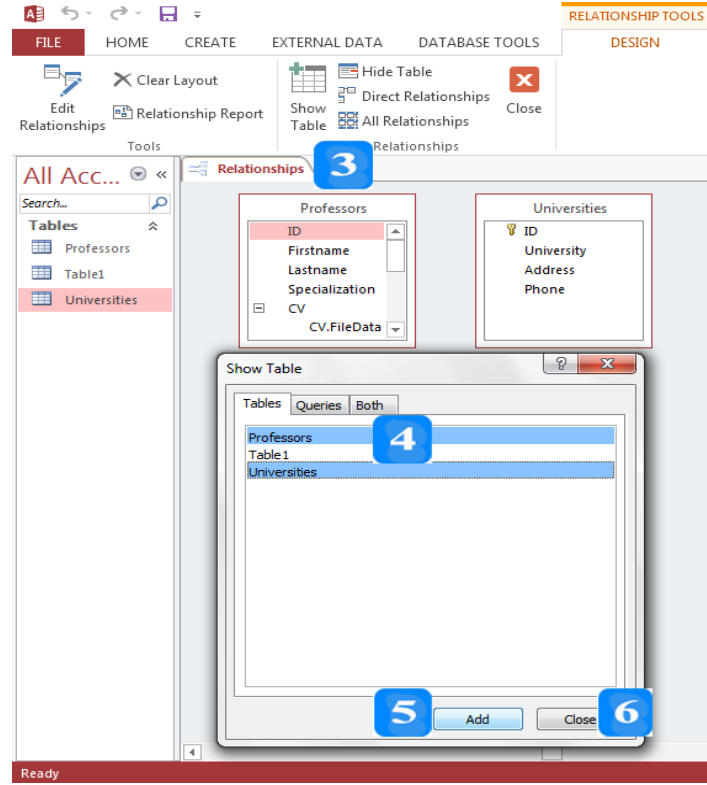 RELATIONSHIP TOOLS
FILE HOME CREATE EXTERNAL DATA DATABASE TOOLS DESIGN
Edit Relationships
Clear Layout
Relationship Report
Tools
Show Table
Hide Table
Direct Relationships
All Relationships
Close
Relationships
All Acc...
Search...
Tables
Professors
Table1
Universities
Relationships
3
Professors
ID
Firstname
Lastname
Specialization
CV
CV.FileData
Universities
ID
University
Address
Phone
Show Table
Tables Queries Both
4
Professors
Table1
Universities
5
Add
Close
6
Ready